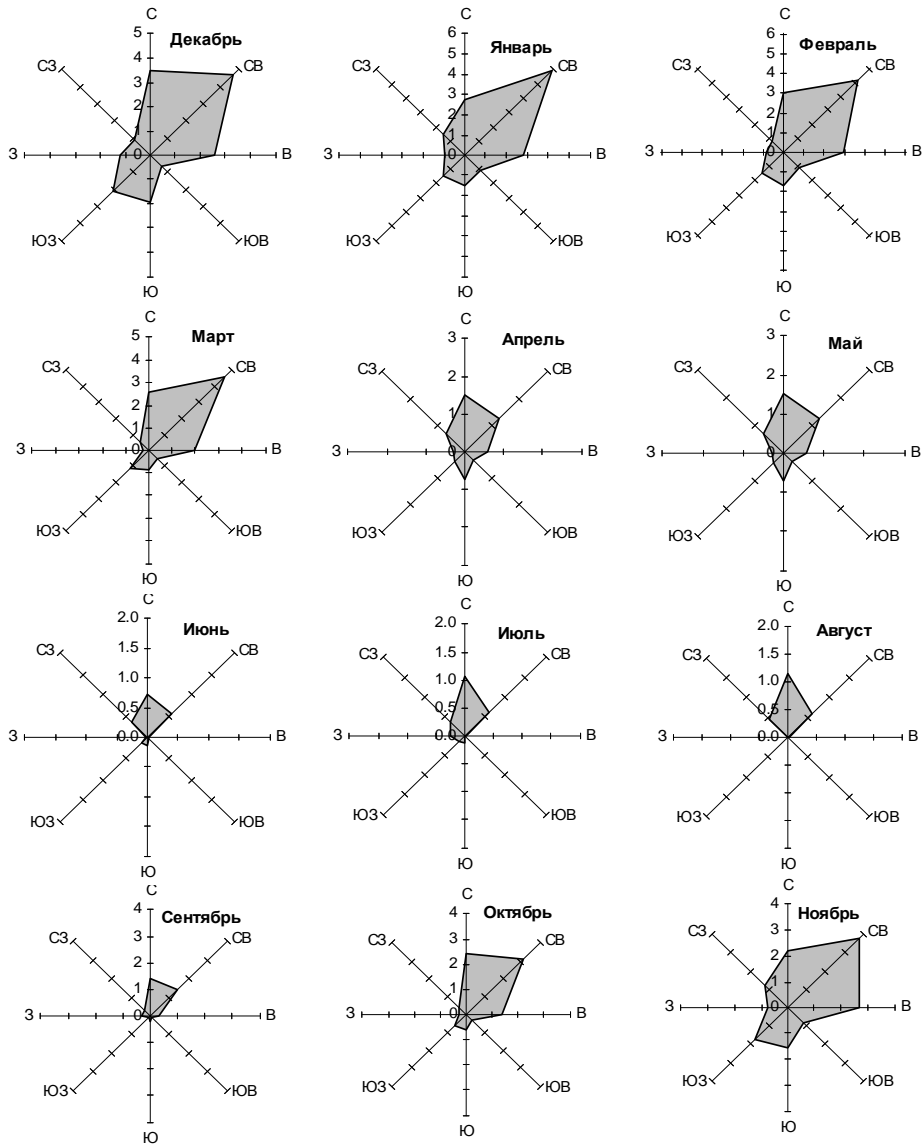 С
5
4
3
2
1
0
Декабрь
СЗ
СВ
З
В
ЮЗ
ЮВ
Ю
С
6
5
4
3
2
1
0
Январь
СЗ
СВ
З
В
ЮЗ
ЮВ
Ю
С
6
5
4
3
2
1
0
Февраль
СЗ
СВ
З
В
ЮЗ
ЮВ
Ю
С
5
4
3
2
1
0
Март
СЗ
СВ
З
В
ЮЗ
ЮВ
Ю
С
3
2
1
0
Апрель
СЗ
СВ
З
В
ЮЗ
ЮВ
Ю
С
3
2
1
0
Май
СЗ
СВ
З
В
ЮЗ
ЮВ
Ю
С
2.0
1.5
1.0
0.5
0.0
Июнь
СЗ
СВ
З
В
ЮЗ
ЮВ
Ю
С
2.0
1.5
1.0
0.5
0.0
Июль
СЗ
СВ
З
В
ЮЗ
ЮВ
Ю
С
2.0
1.5
1.0
0.5
0.0
Август
СЗ
СВ
З
В
ЮЗ
ЮВ
Ю
С
4
3
2
1
0
Сентябрь
СЗ
СВ
З
В
ЮЗ
ЮВ
Ю
С
4
3
2
1
0
Октябрь
СЗ
СВ
З
В
ЮЗ
ЮВ
Ю
С
4
3
2
1
0
Ноябрь
СЗ
СВ
З
В
ЮЗ
ЮВ
Ю